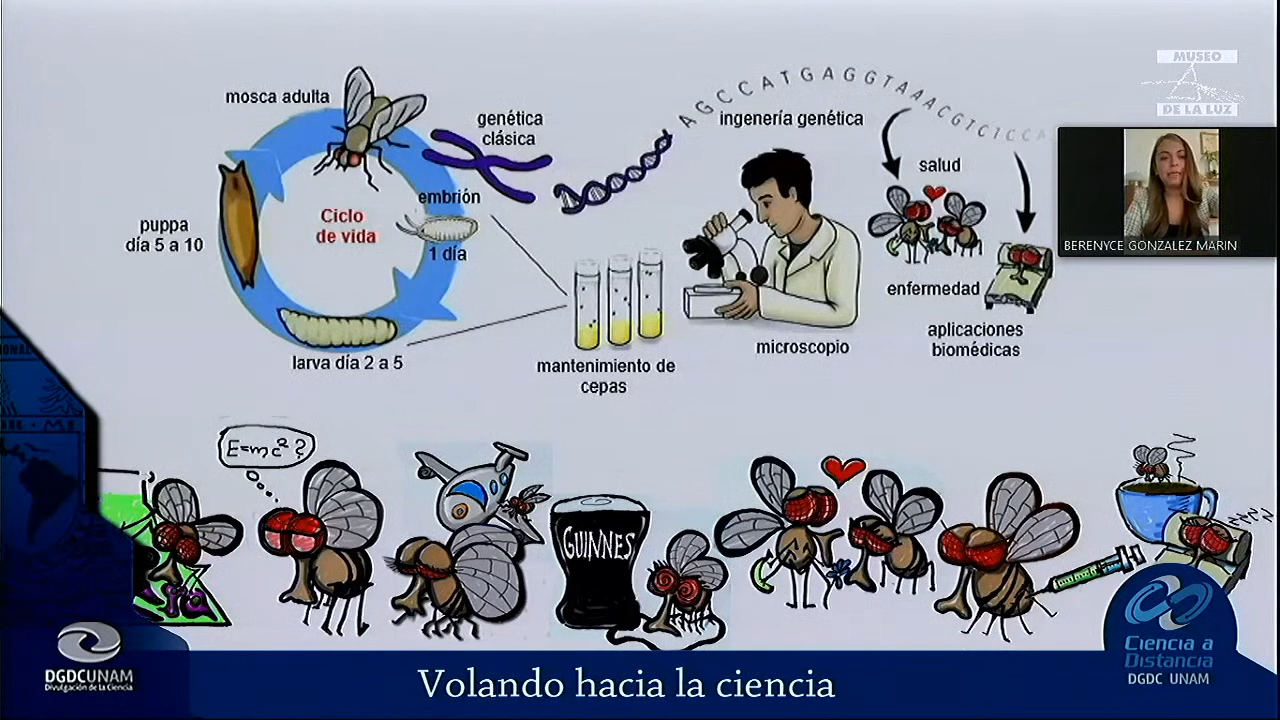 MUSEO
DE LA LUZ
mosca adulta
genética
clásica
AGCCATGAGGTAAACGTCTCCA
ingenería genética
salud
embrión
1 día
Ciclo
de vida
puppa
día 5 a 10
larva día 2 a 5
mantenimiento de
cepas
microscopio
enfermedad
aplicaciones
biomédicas
BERENYCE GONZALEZ MARIN
E=mc² ?
GUINNES
zzzz
Ciencia a
Distancia
DGDC UNAM
DGDCUNAM
Divulgación de la Ciencia
Volando hacia la ciencia